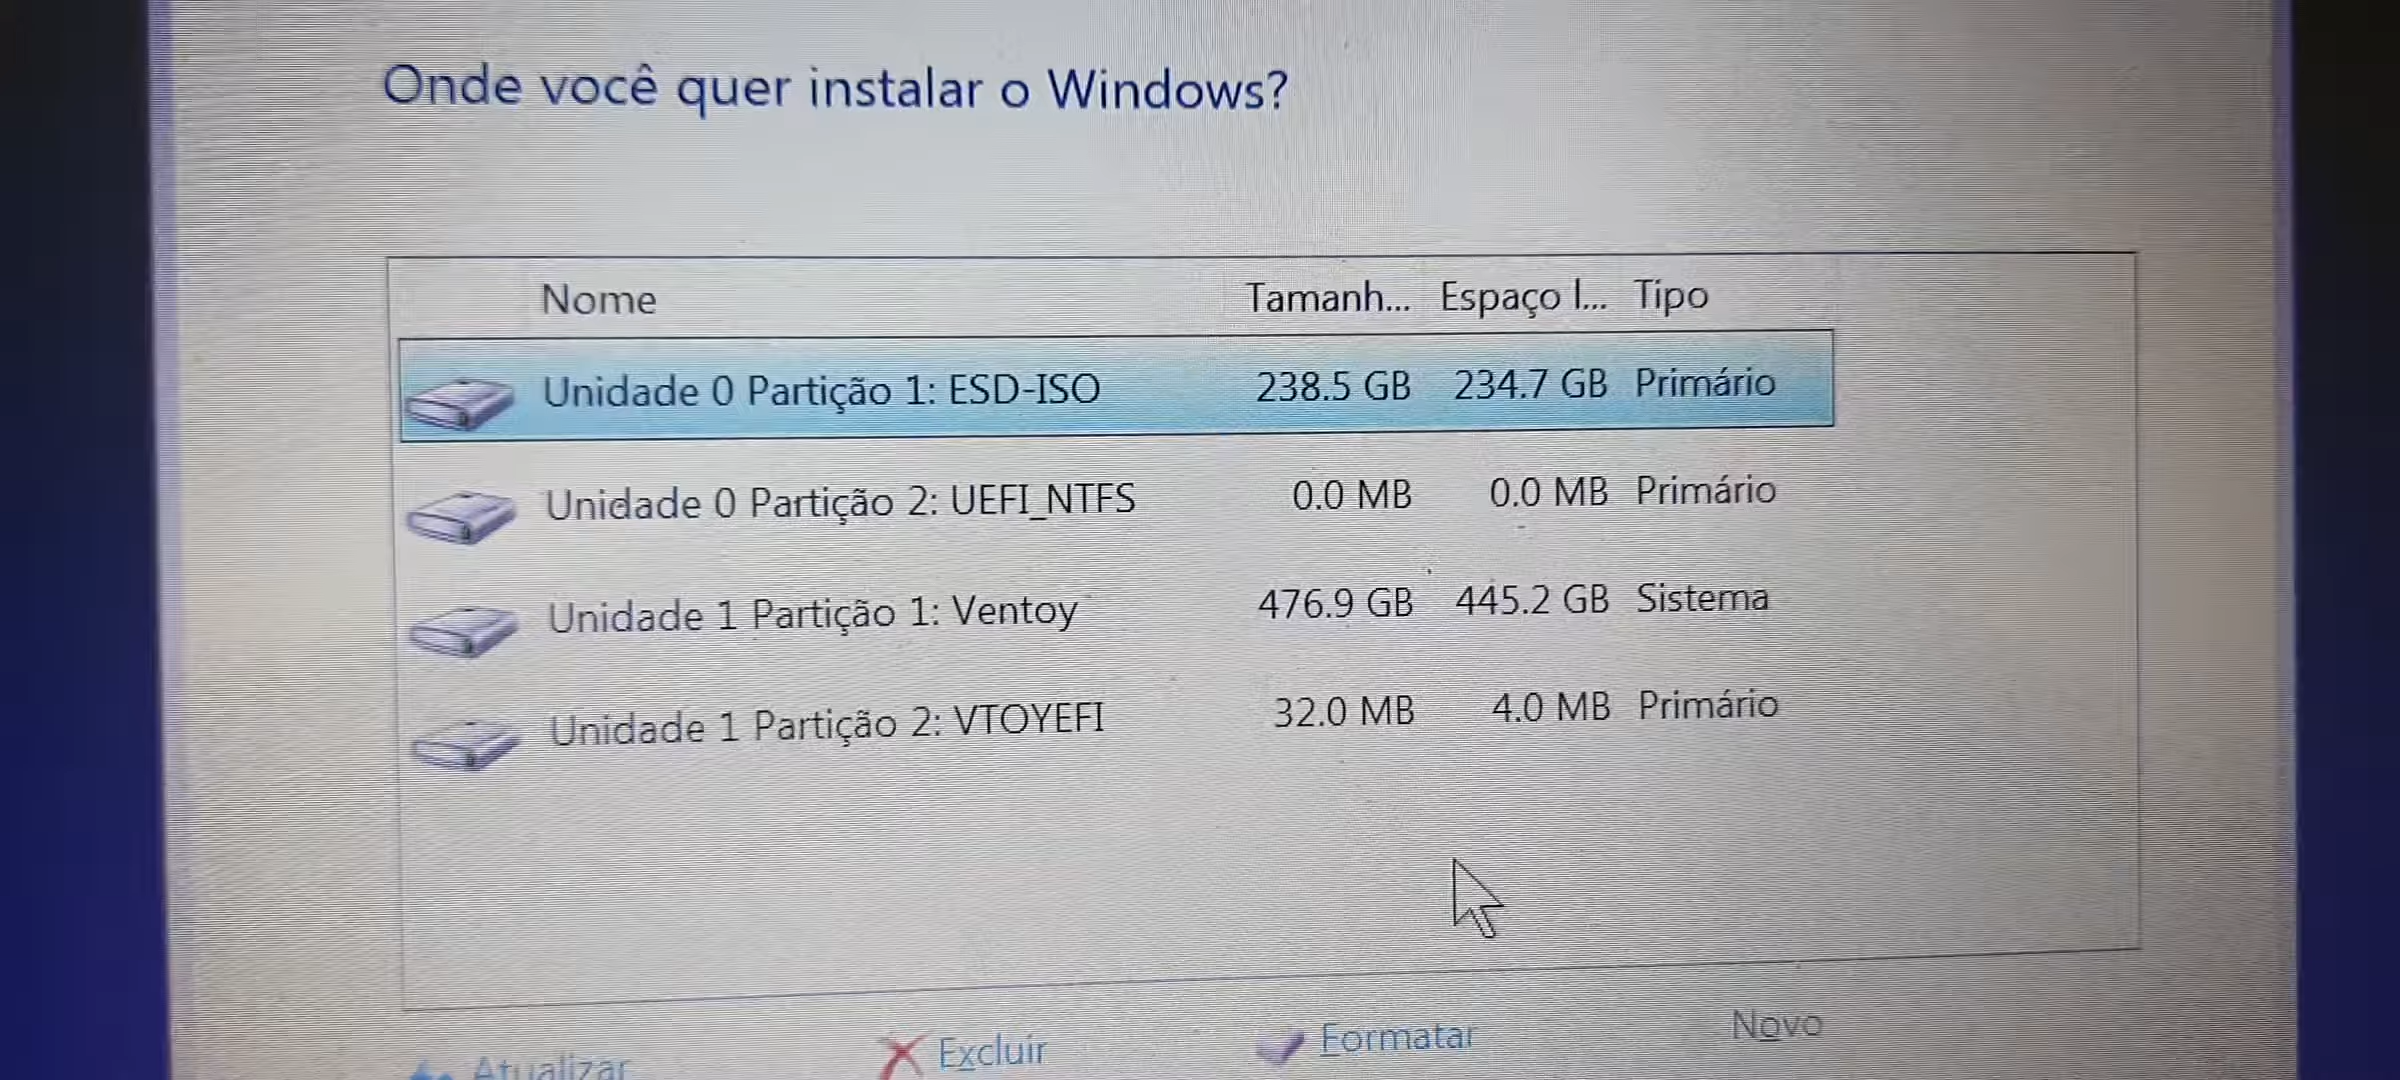 Onde você quer instalar o Windows?
Nome Tamanh... Espaço l... Tipo
Unidade 0 Partição 1: ESD-ISO 238.5 GB 234.7 GB Primário
Unidade 0 Partição 2: UEFI_NTFS 0.0 MB 0.0 MB Primário
Unidade 1 Partição 1: Ventoy 476.9 GB 445.2 GB Sistema
Unidade 1 Partição 2: VTOYEFI 32.0 MB 4.0 MB Primário
Atualizar Excluir Formatar Novo